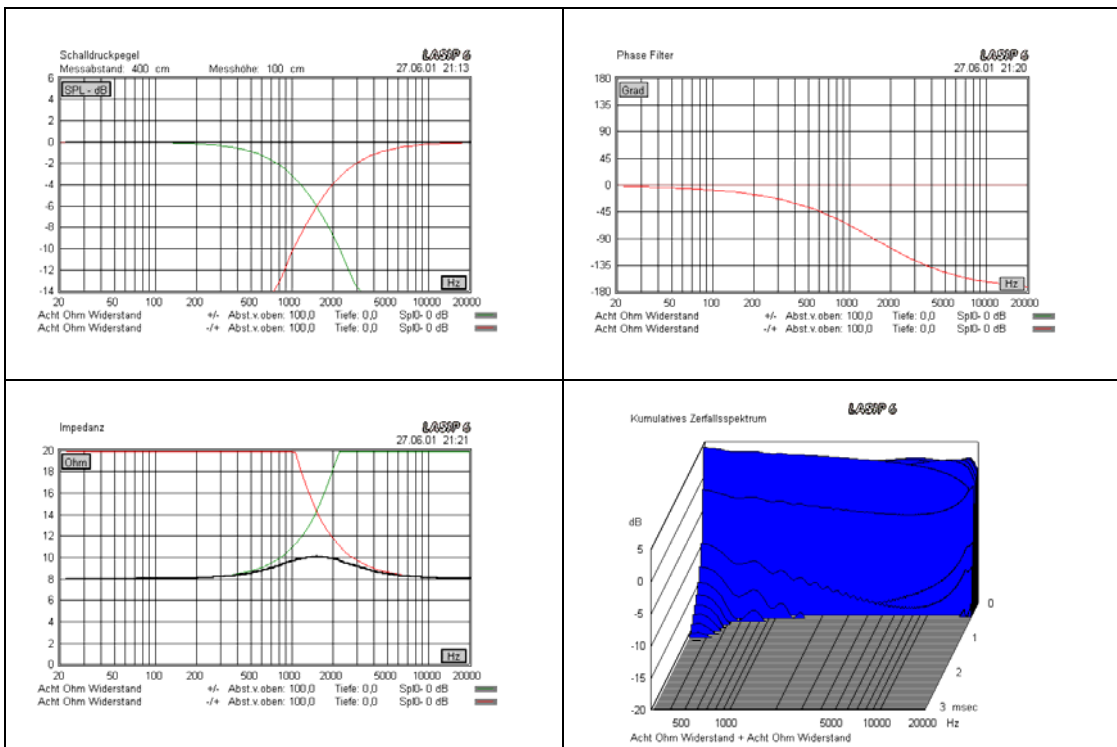 Schalldruckpegel LASIP 6
Messabstand: 400 cm Messhöhe: 100 cm 27.06.01 21:13
SPL - dB
6
4
2
0
-2
-4
-6
-8
-10
-12
-14
Hz
20 50 100 200 500 1000 2000 5000 10000 20000
Acht Ohm Widerstand +/- Abst.v.oben: 100,0 Tiefe: 0,0 Spl0- 0 dB
Acht Ohm Widerstand -/+ Abst.v.oben: 100,0 Tiefe: 0,0 Spl0- 0 dB
Phase Filter LASIP 6
27.06.01 21:20
180
Grad
135
90
45
0
-45
-90
-135
-180
Hz
20 50 100 200 500 1000 2000 5000 10000 20000
Acht Ohm Widerstand +/- Abst.v.oben: 100,0 Tiefe: 0,0 Spl0- 0 dB
Acht Ohm Widerstand -/+ Abst.v.oben: 100,0 Tiefe: 0,0 Spl0- 0 dB
Impedanz LASIP 6
27.06.01 21:21
20
Ohm
18
16
14
12
10
8
6
4
2
0
Hz
20 50 100 200 500 1000 2000 5000 10000 20000
Acht Ohm Widerstand +/- Abst.v.oben: 100,0 Tiefe: 0,0 Spl0- 0 dB
Acht Ohm Widerstand -/+ Abst.v.oben: 100,0 Tiefe: 0,0 Spl0- 0 dB
LASIP 6
Kumulatives Zerfallsspektrum
dB
5
0
-5
-10
-15
-20
0
1
2
3 msec
500 1000 5000 10000 20000 Hz
Acht Ohm Widerstand + Acht Ohm Widerstand